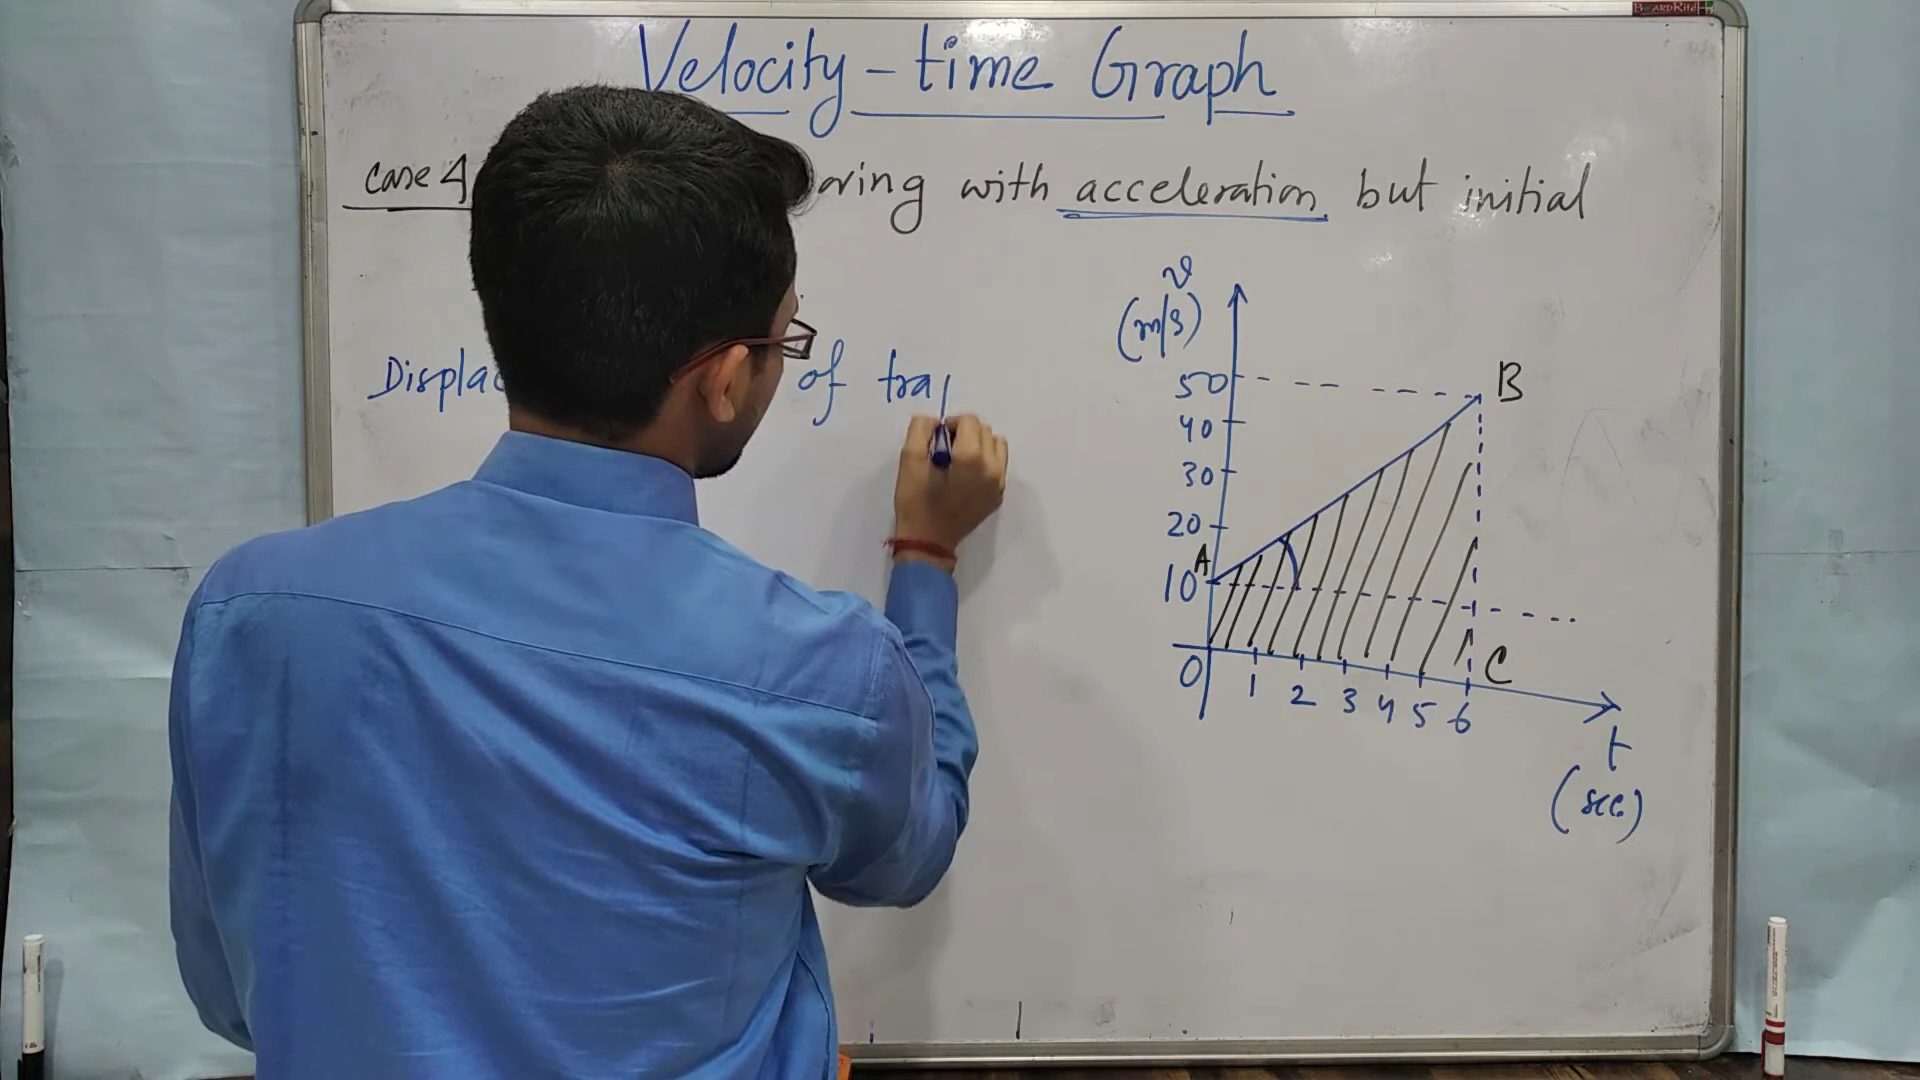 BOARDRITE
Velocity - time Graph
Case 4 with acceleration but initial
v
(m/s)
Displac of tra
50
40
30
20
10
A
B
C
0
1 2 3 4 5 6
t
(sec)